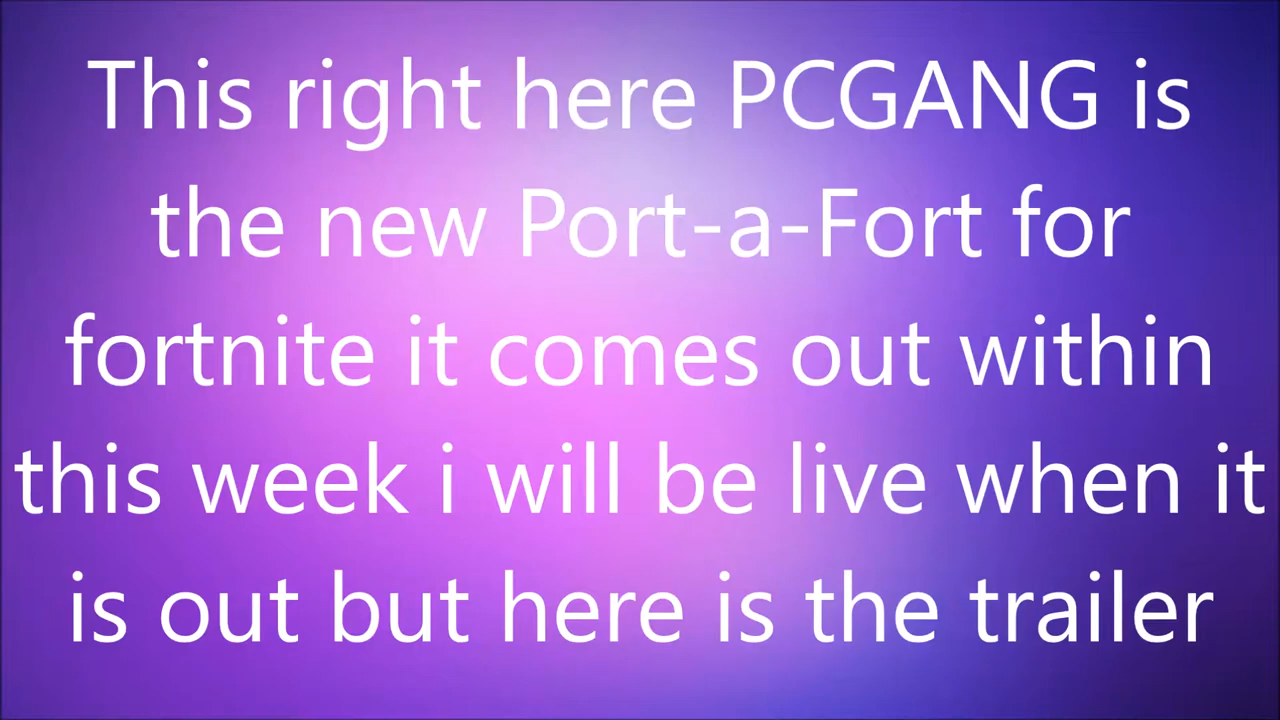 This right here PCGANG is
the new Port-a-Fort for
fortnite it comes out within
this week i will be live when it
is out but here is the trailer